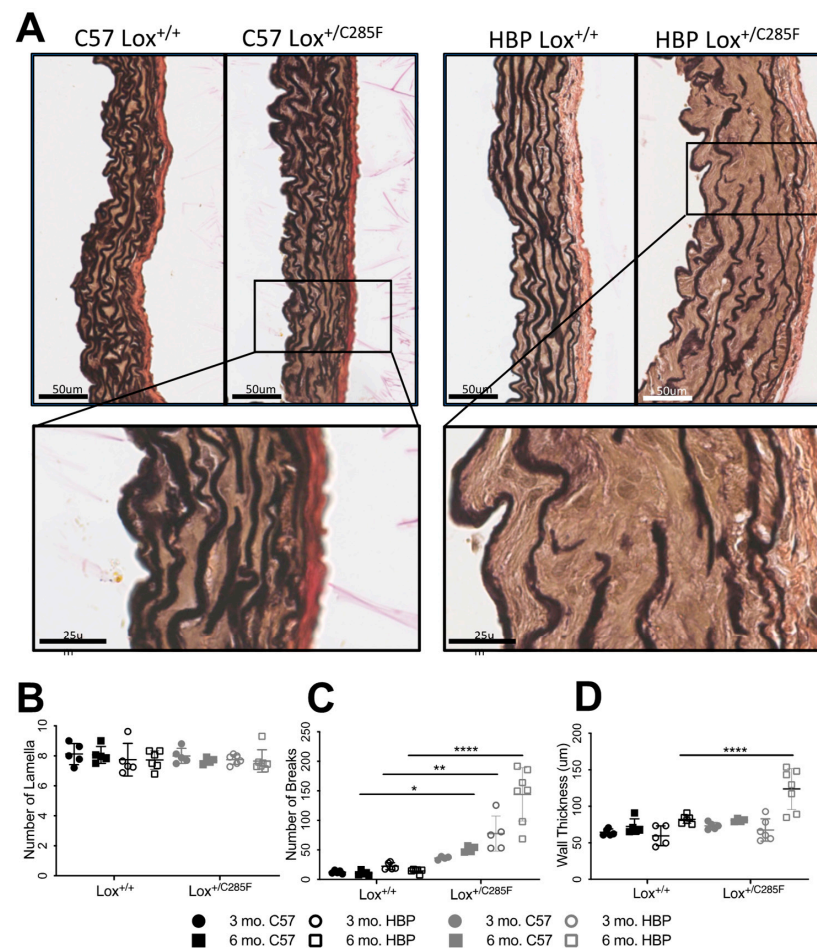 A
C57 Lox+/+
C57 Lox+/C285F
HBP Lox+/+
HBP Lox+/C285F
50um
50um
50um
50um
25u
m
25u
m
B
C
D
Number of Lamella
10
8
6
4
2
0
Lox+/+
Lox+/C285F
Number of Breaks
250
200
150
100
50
0
*
**
****
Lox+/+
Lox+/C285F
Wall Thickness (um)
200
150
100
50
0
****
Lox+/+
Lox+/C285F
3 mo. C57
3 mo. HBP
3 mo. C57
3 mo. HBP
6 mo. C57
6 mo. HBP
6 mo. C57
6 mo. HBP